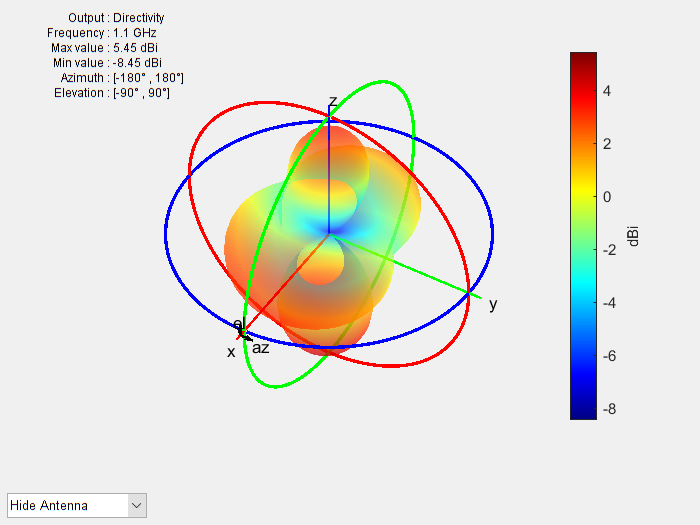 Output : Directivity
Frequency : 1.1 GHz
Max value : 5.45 dBi
Min value : -8.45 dBi
Azimuth : [-180° , 180°]
Elevation : [-90° , 90°]
z
y
el
x
az
4
2
0
-2
-4
-6
-8
dBi
Hide Antenna